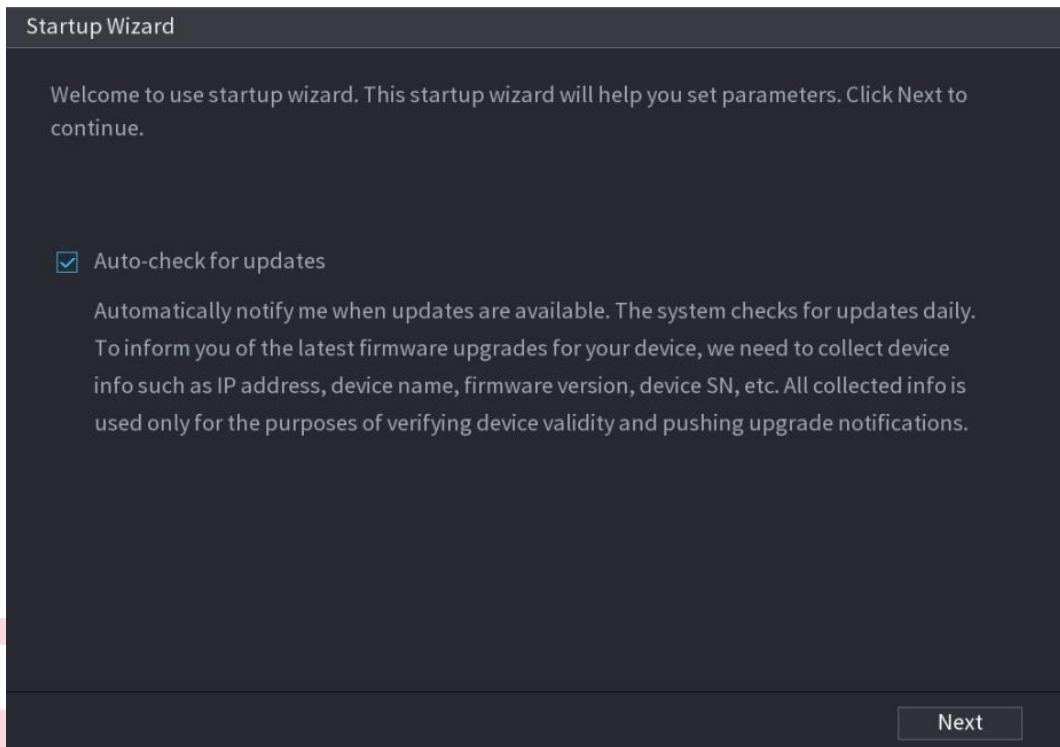 Startup Wizard
Welcome to use startup wizard. This startup wizard will help you set parameters. Click Next to
continue.
Auto-check for updates
Automatically notify me when updates are available. The system checks for updates daily.
To inform you of the latest firmware upgrades for your device, we need to collect device
info such as IP address, device name, firmware version, device SN, etc. All collected info is
used only for the purposes of verifying device validity and pushing upgrade notifications.
Next